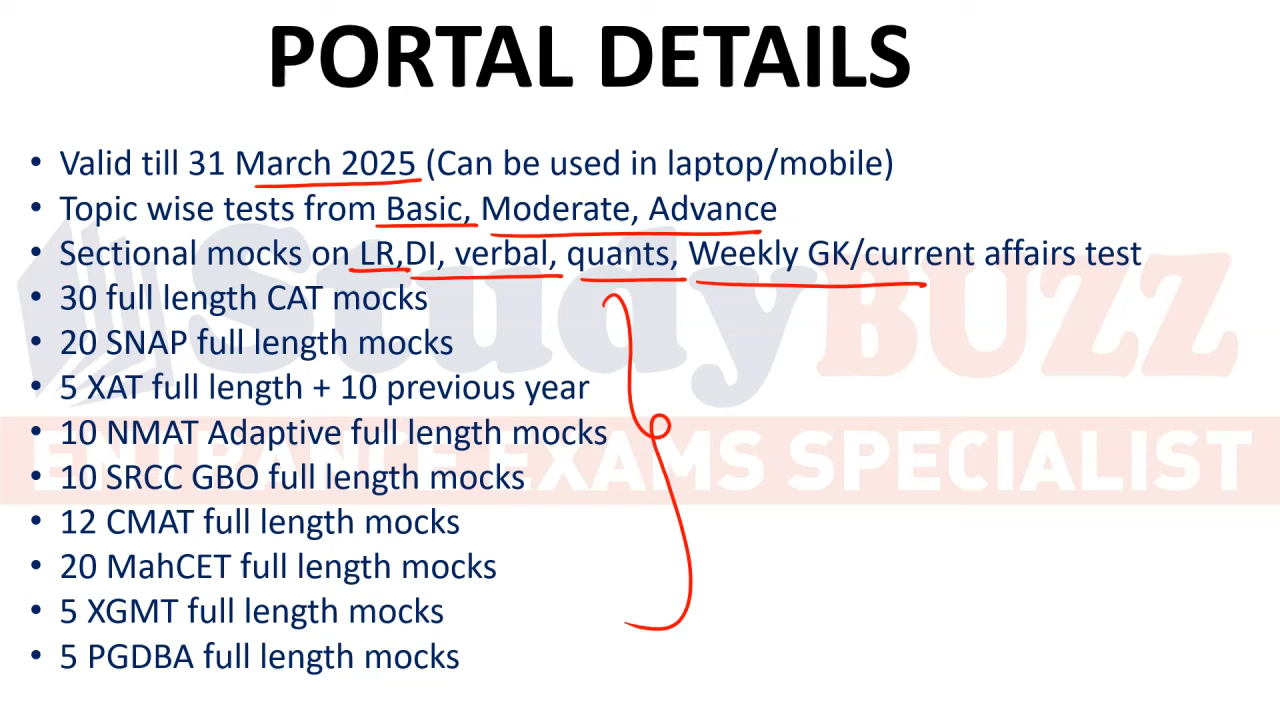 PORTAL DETAILS
• Valid till 31 March 2025 (Can be used in laptop/mobile)
• Topic wise tests from Basic, Moderate, Advance
• Sectional mocks on LR,DI, verbal, quants, Weekly GK/current affairs test
• 30 full length CAT mocks
• 20 SNAP full length mocks
• 5 XAT full length + 10 previous year
• 10 NMAT Adaptive full length mocks
• 10 SRCC GBO full length mocks
• 12 CMAT full length mocks
• 20 MahCET full length mocks
• 5 XGMT full length mocks
• 5 PGDBA full length mocks
StudyBUZZ
ENTRANCE EXAMS SPECIALIST